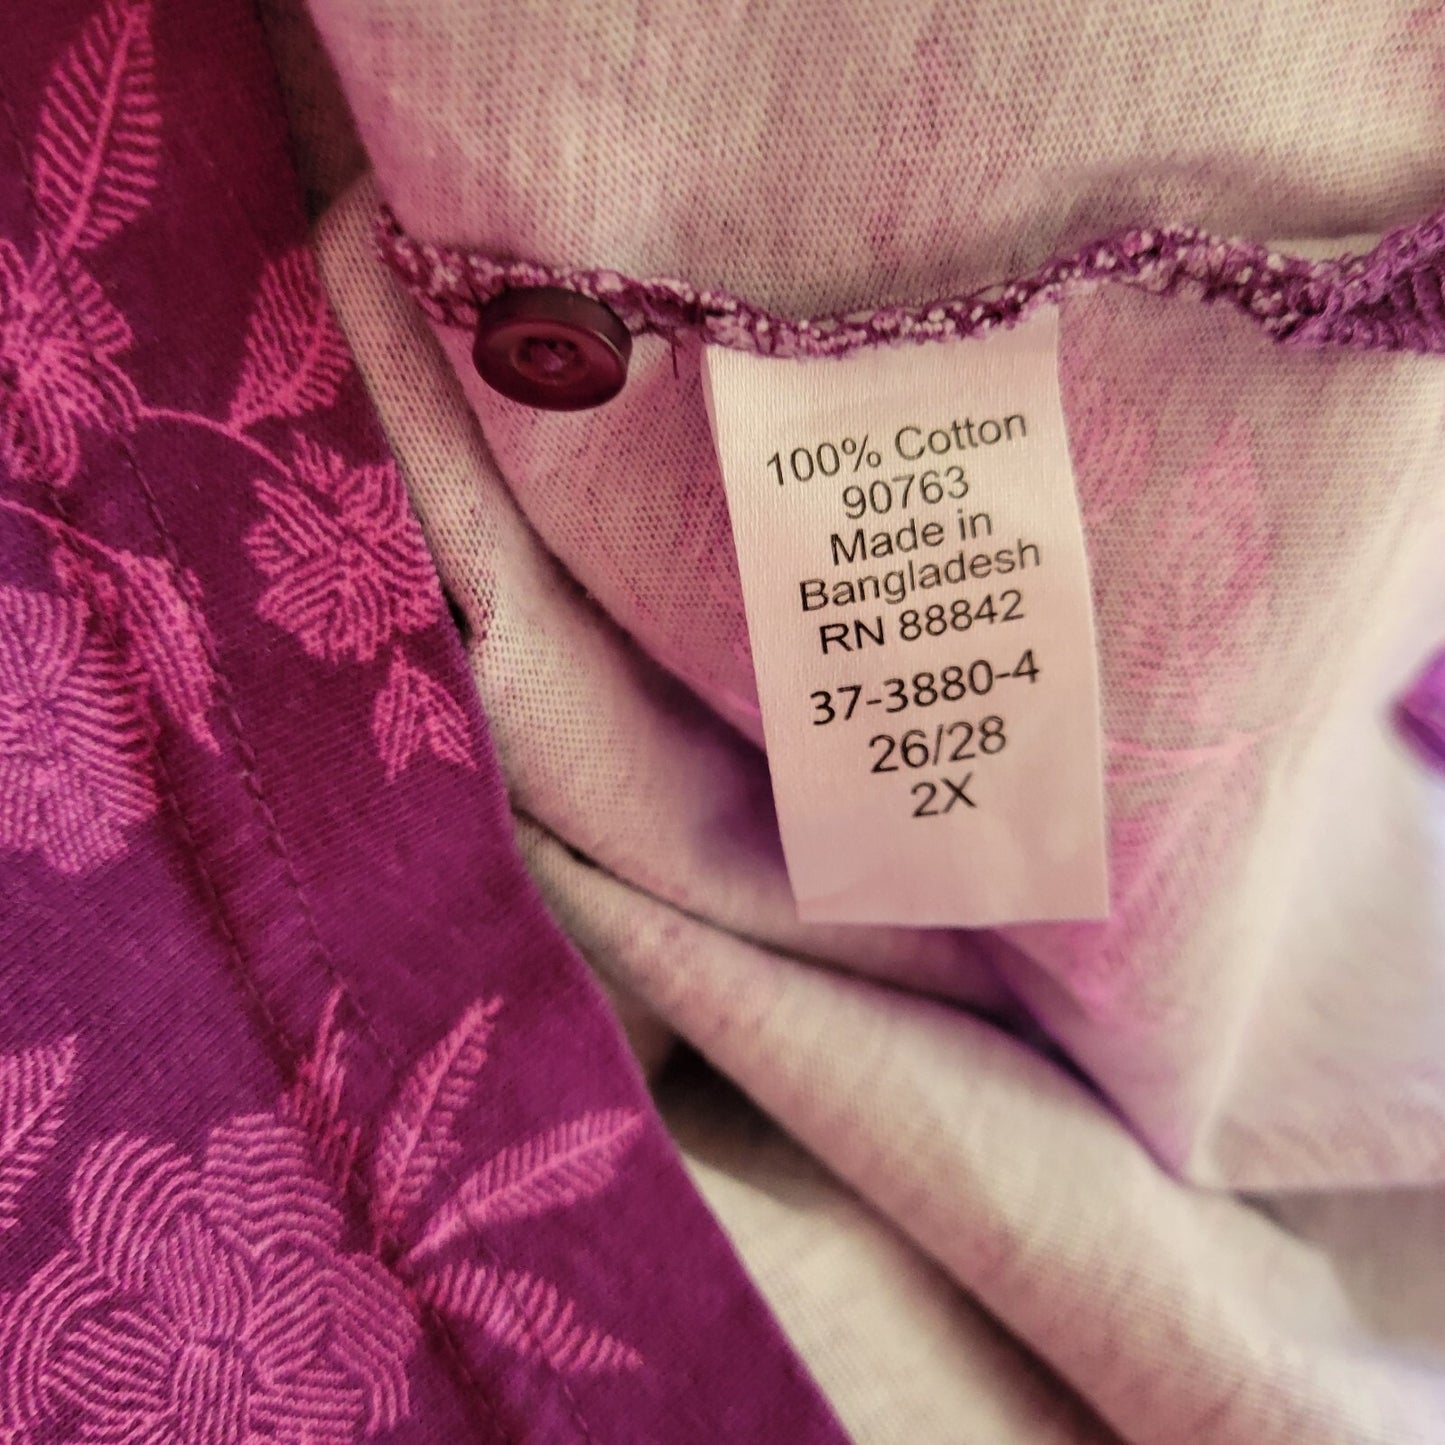 100% Cotton
90763
Made in
Bangladesh
RN 88842
37-3880-4
26/28
2X